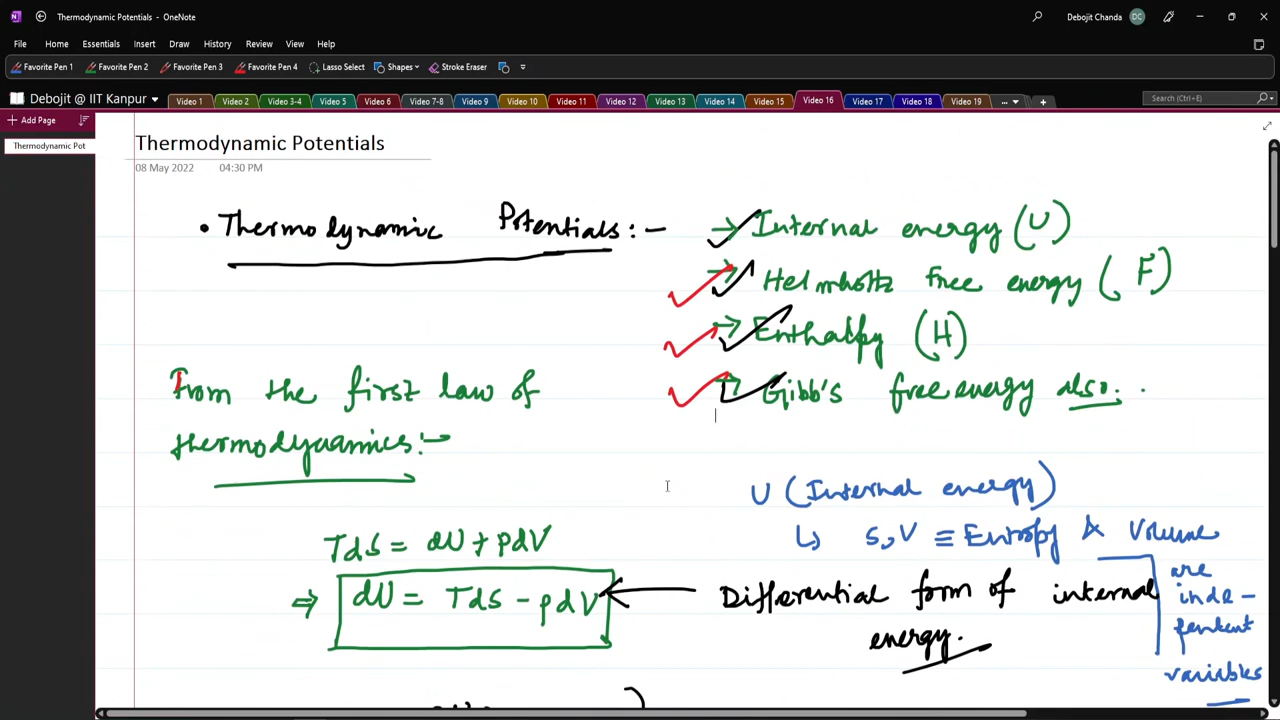 Thermodynamic Potentials - OneNote
Debojit Chanda DC
File Home Essentials Insert Draw History Review View Help
Favorite Pen 1 Favorite Pen 2 Favorite Pen 3 Favorite Pen 4 Lasso Select Shapes Stroke Eraser
Debojit @ IIT Kanpur Video 1 Video 2 Video 3-4 Video 5 Video 6 Video 7-8 Video 9 Video 10 Video 11 Video 12 Video 13 Video 14 Video 15 Video 16 Video 17 Video 18 Video 19 ... + Search (Ctrl+E)
+ Add Page
Thermodynamic Pot
Thermodynamic Potentials
08 May 2022 04:30 PM
• Thermodynamic Potentials:-
→ Internal energy (U)
→ Helmholtz free energy (F)
→ Enthalpy (H)
→ Gibb's free energy also..
From the first law of
thermodynamics:-
U (Internal energy)
↳ S,V ≡ Entropy & Volume
are
inde-
pendent
variables
TdS = dU + pdV
⇒ dU = TdS - pdV
Differential form of internal
energy.